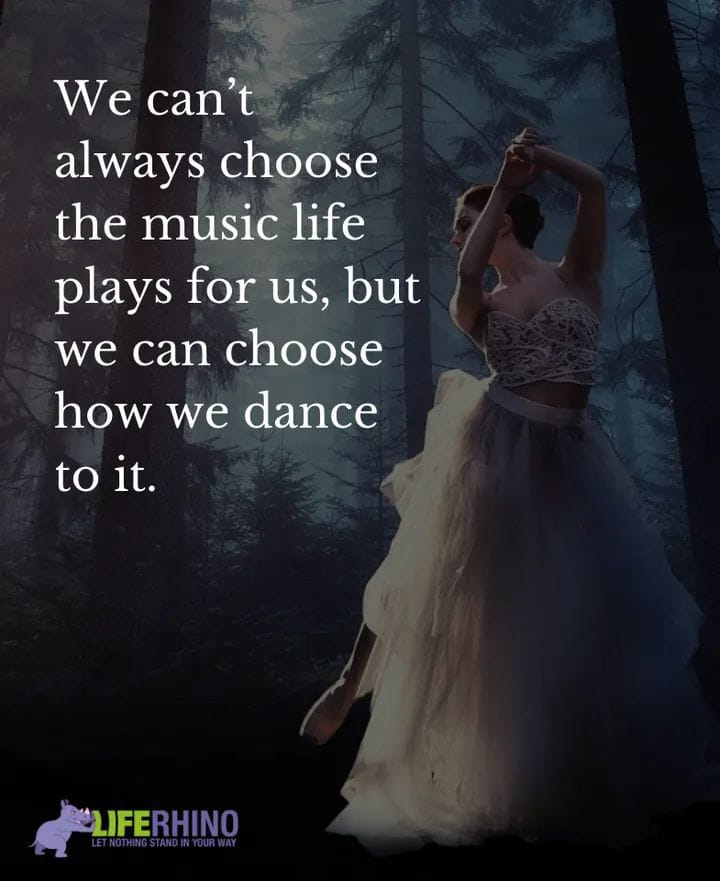 We can’t
always choose
the music life
plays for us, but
we can choose
how we dance
to it.
LIFERHINO
LET NOTHING STAND IN YOUR WAY